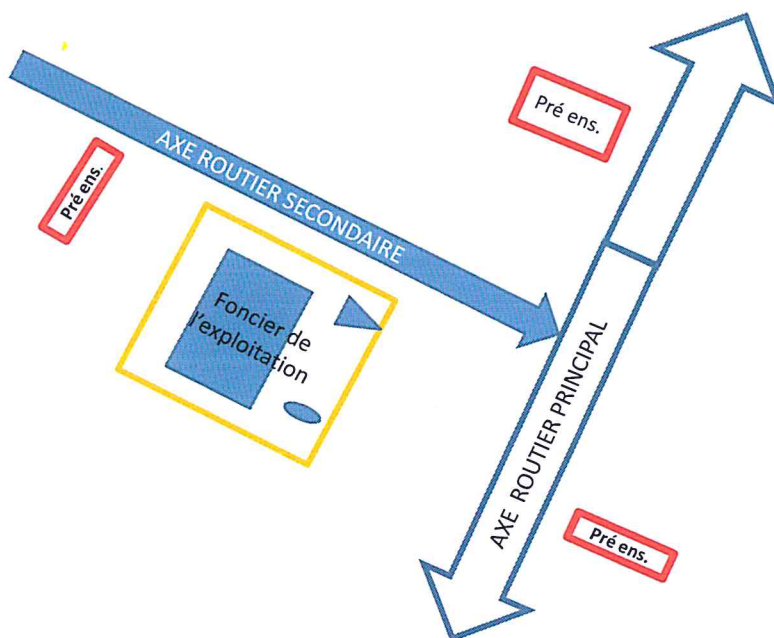 Pré ens.
AXE ROUTIER SECONDAIRE
Pré ens.
Foncier de
l'exploitation
AXE ROUTIER PRINCIPAL
Pré ens.